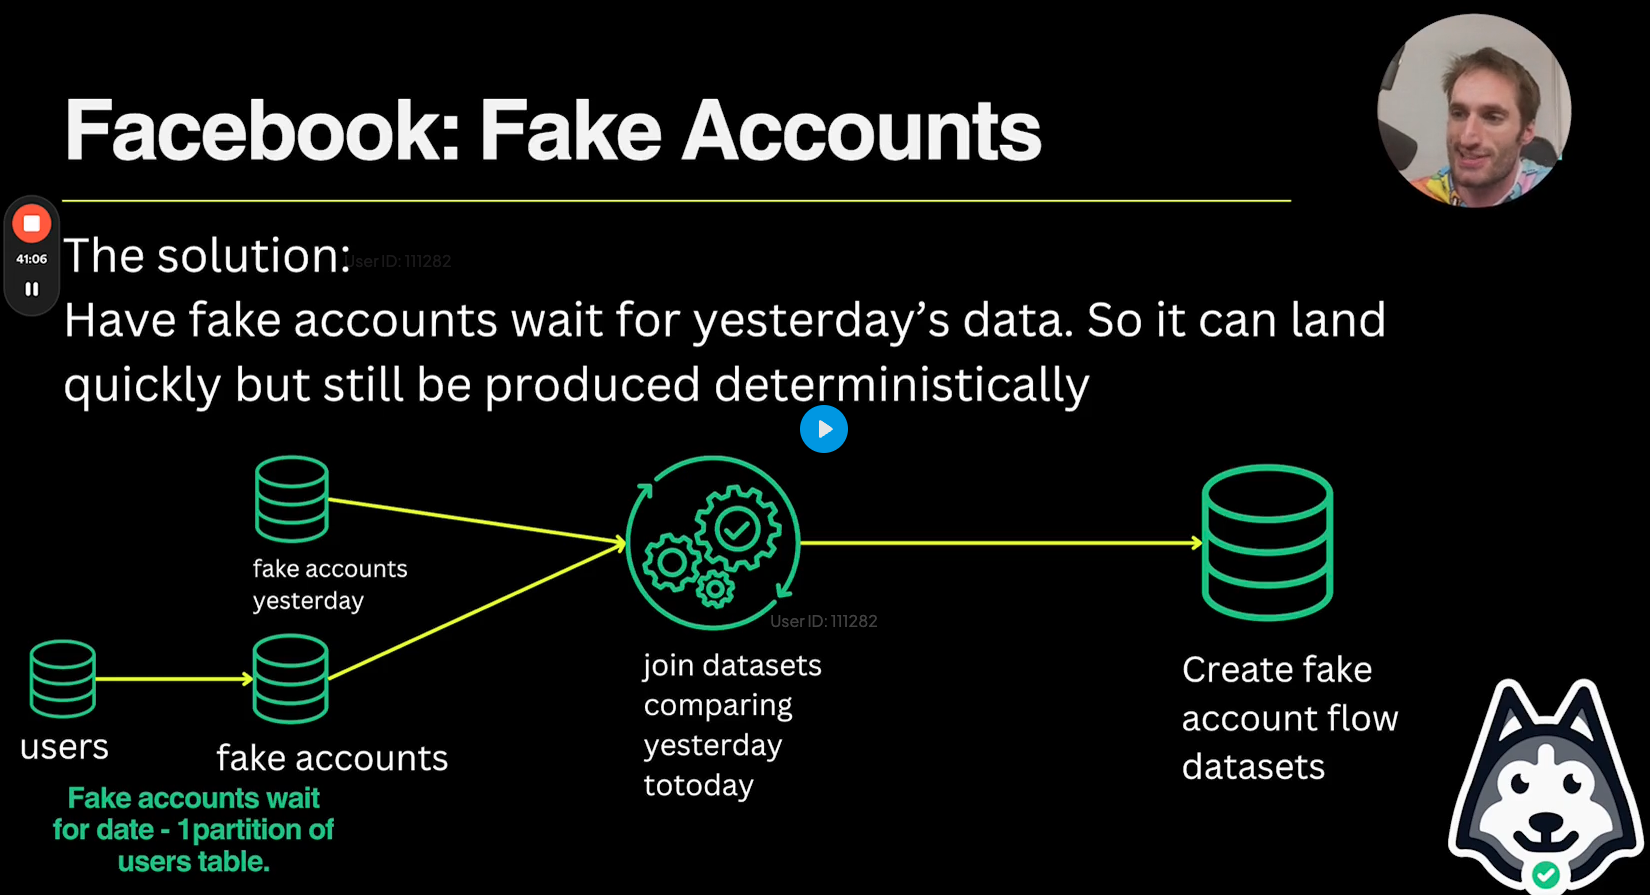 Facebook: Fake Accounts
41:06
The solution:
User ID: 111282
Have fake accounts wait for yesterday’s data. So it can land
quickly but still be produced deterministically
fake accounts
yesterday
User ID: 111282
join datasets
comparing
yesterday
totoday
Create fake
account flow
datasets
users
fake accounts
Fake accounts wait
for date - 1partition of
users table.